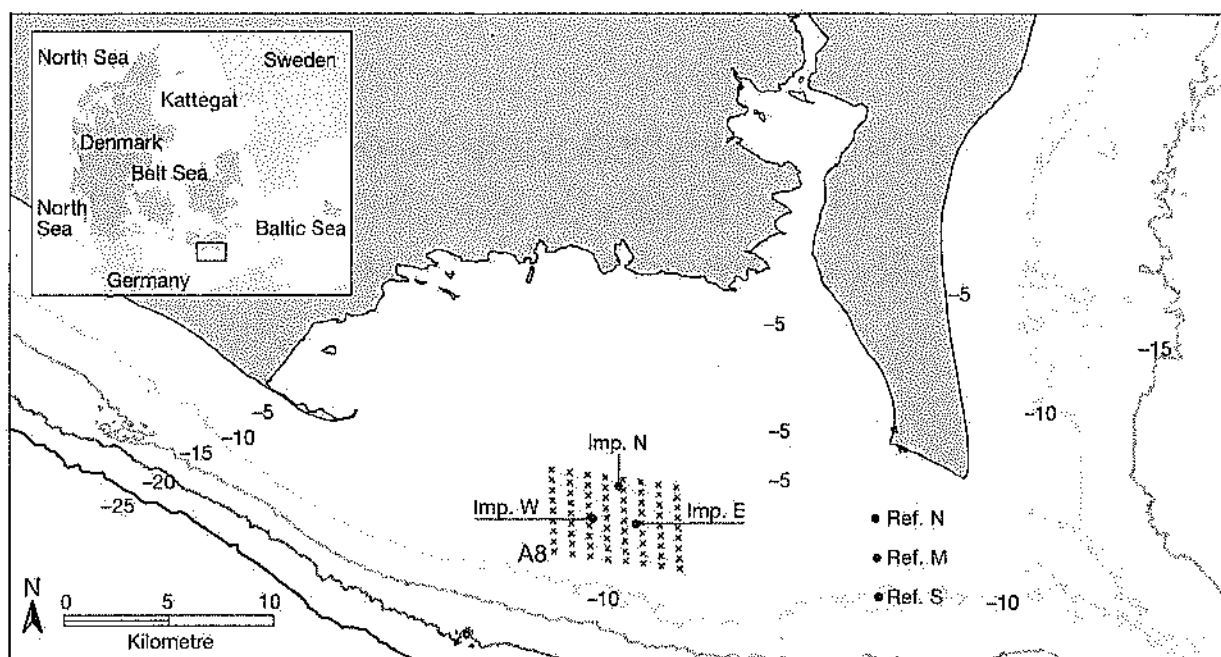 North Sea
Sweden
Kattegat
Denmark
Belt Sea
North
Sea
Baltic Sea
Germany
-5
-5
-15
-5
-10
-5
-10
-15
-5
-20
-25
Imp. N
Imp. W
Imp. E
A8
Ref. N
Ref. M
Ref. S
-10
-10
N
0 5 10
Kilometre